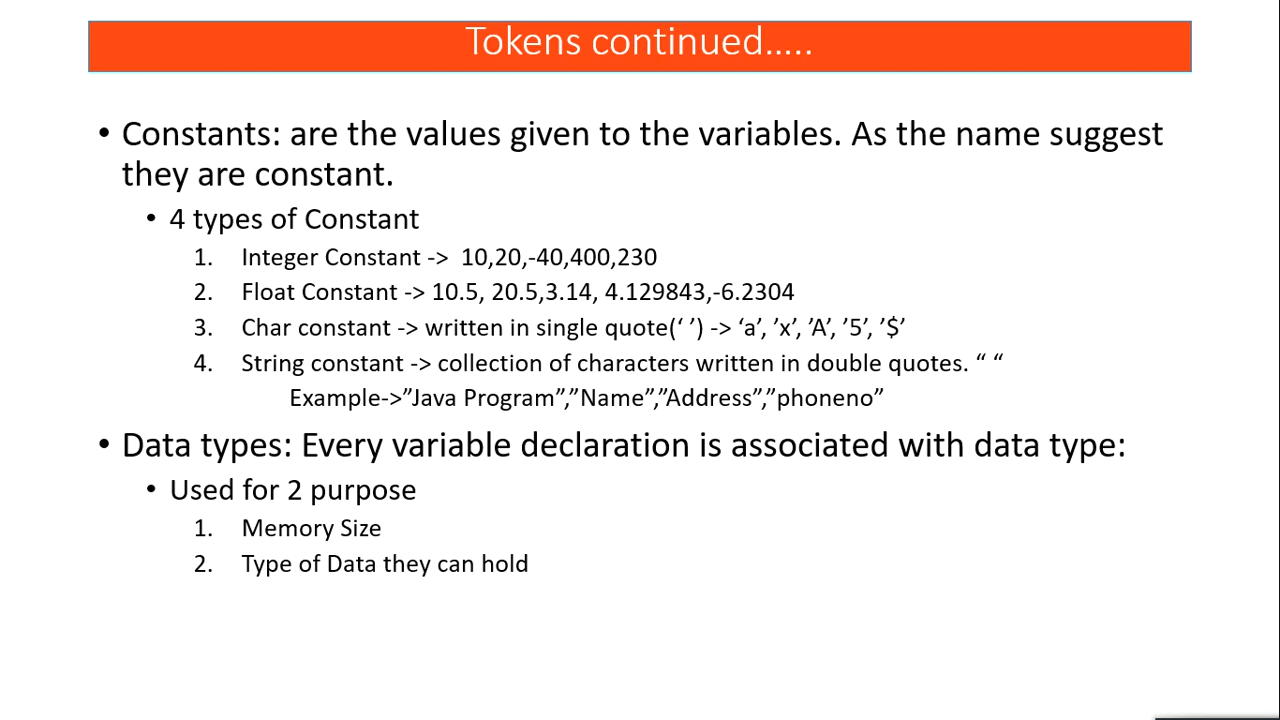 Tokens continued.....
• Constants: are the values given to the variables. As the name suggest
they are constant.
• 4 types of Constant
1. Integer Constant -> 10,20,-40,400,230
2. Float Constant -> 10.5, 20.5,3.14, 4.129843,-6.2304
3. Char constant -> written in single quote(‘ ’) -> ‘a’, ’x’, ’A’, ’5’, ’$’
4. String constant -> collection of characters written in double quotes. “ “
Example->”Java Program”,”Name”,”Address”,”phoneno”
• Data types: Every variable declaration is associated with data type:
• Used for 2 purpose
1. Memory Size
2. Type of Data they can hold